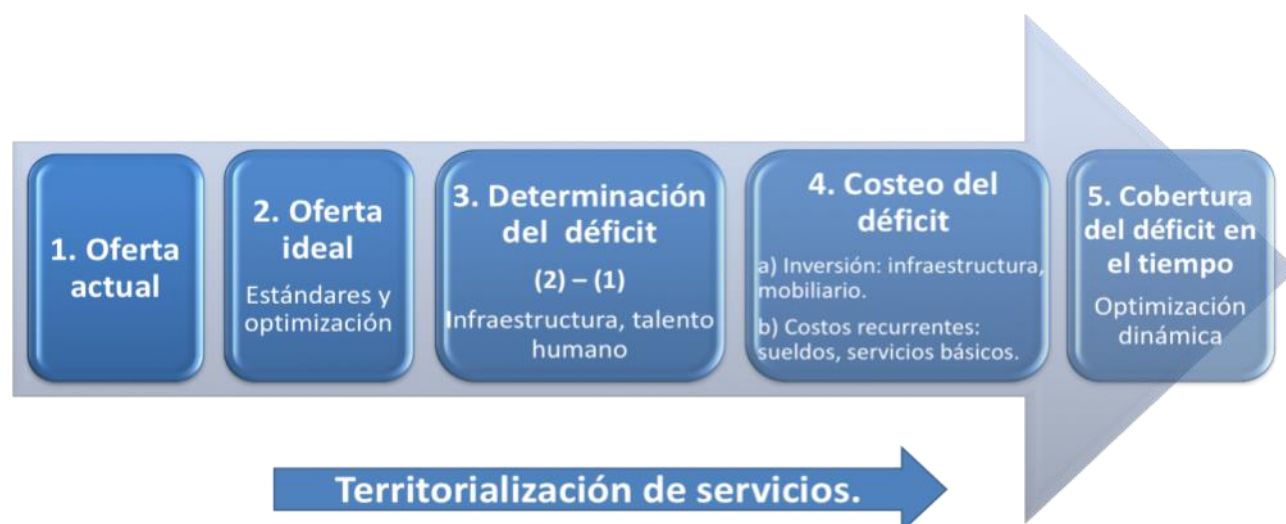 1. Oferta
actual
2. Oferta
ideal
Estándares y
optimización
3. Determinación
del déficit
(2) – (1)
Infraestructura, talento
humano
4. Costeo del
déficit
a) Inversión: infraestructura,
mobiliario.
b) Costos recurrentes:
sueldos, servicios básicos.
5. Cobertura
del déficit en
el tiempo
Optimización
dinámica
Territorialización de servicios.